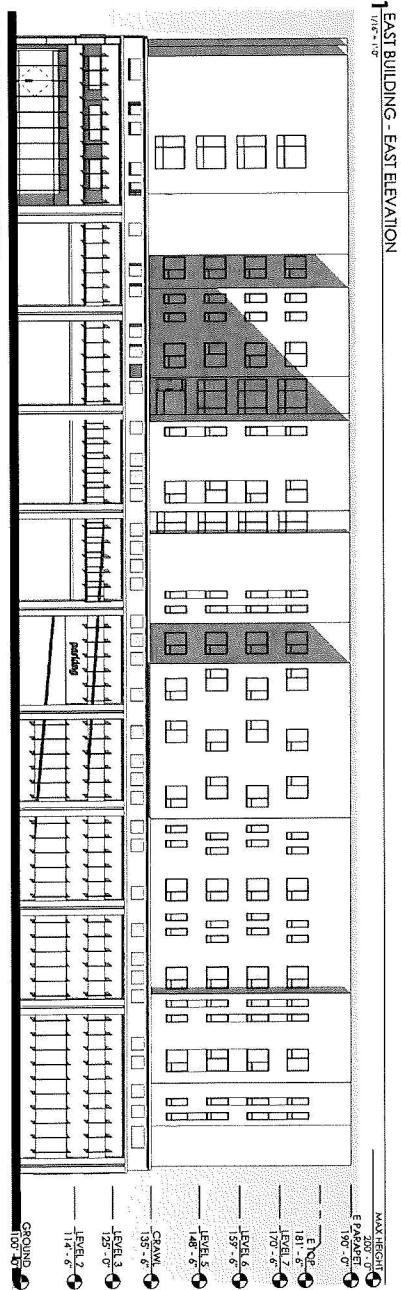 1
EAST BUILDING - EAST ELEVATION
1/16" = 1'-0"
parking
MAX HEIGHT
200' - 0"
E PARAPET
190' - 0"
E TOP
181' - 6"
LEVEL 7
170' - 6"
LEVEL 6
159' - 6"
LEVEL 5
148' - 6"
CRAWL
135' - 6"
LEVEL 3
125' - 0"
LEVEL 2
114' - 6"
GROUND
100' - 0"